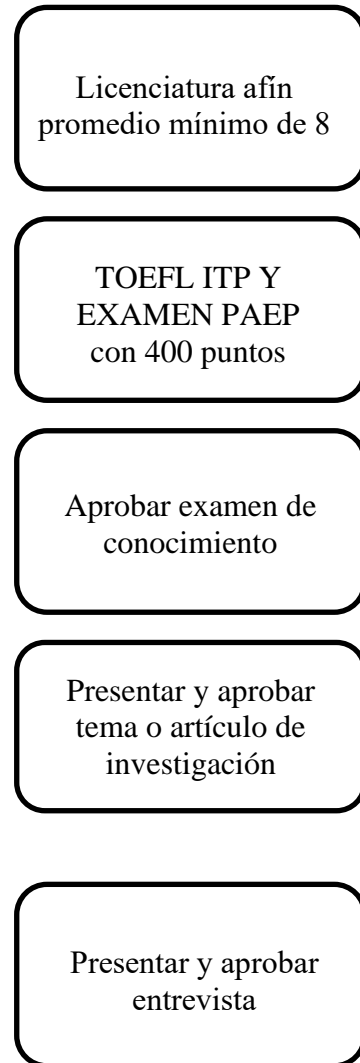 Licenciatura afín
promedio mínimo de 8
TOEFL ITP Y
EXAMEN PAEP
con 400 puntos
Aprobar examen de
conocimiento
Presentar y aprobar
tema o artículo de
investigación
Presentar y aprobar
entrevista